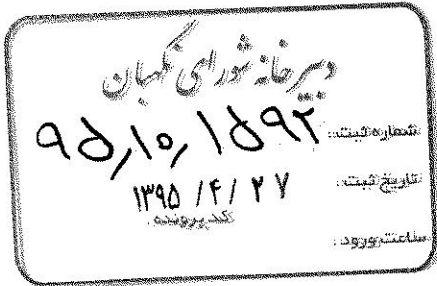 دبیرخانه شورای نگهبان
شماره ثبت: ۹۵/۱۰/۱۵۹۲
تاریخ ثبت: ۱۳۹۵/۴/۲۷
کد پرونده:
ساعت ورود: